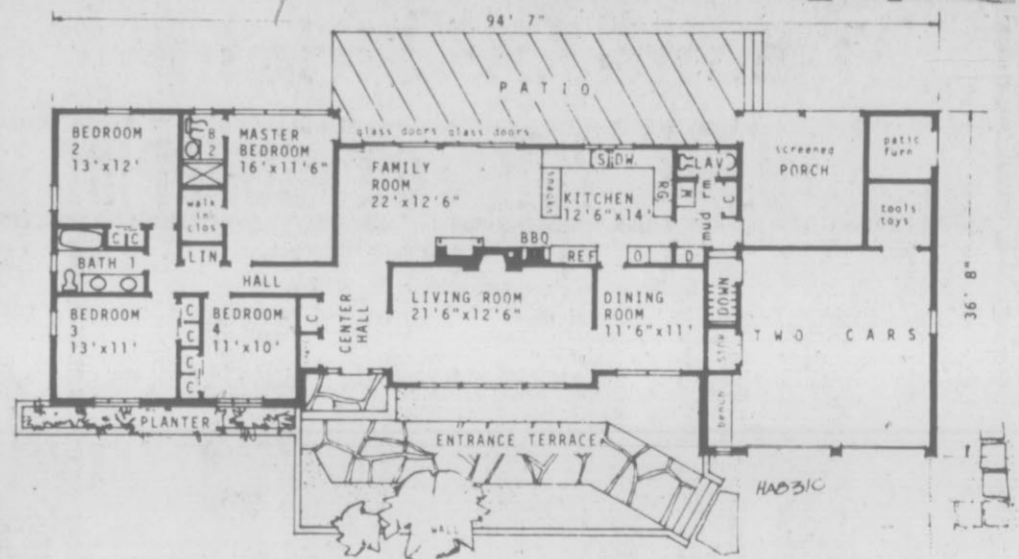 94' 7"
PATIO
BEDROOM
2
13'x12'
B
2
MASTER
BEDROOM
16'x11'6"
glass doors glass doors
FAMILY
ROOM
22'x12'6"
S DW.
LAV
screened
PORCH
patio
furn
walk
in
clos
KITCHEN
12'6"x14'
RG
W
mud rm
C
tools
toys
C C
BATH 1
LIN
BBQ
REF
O
D
HALL
36' 8"
BEDROOM
3
13'x11'
C
C
C
C
BEDROOM
4
11'x10'
C
CENTER
HALL
LIVING ROOM
21'6"x12'6"
DINING
ROOM
11'6"x11'
DOWN
TWO CARS
STOR
bench
PLANTER
ENTRANCE TERRACE
WALL
HA831C